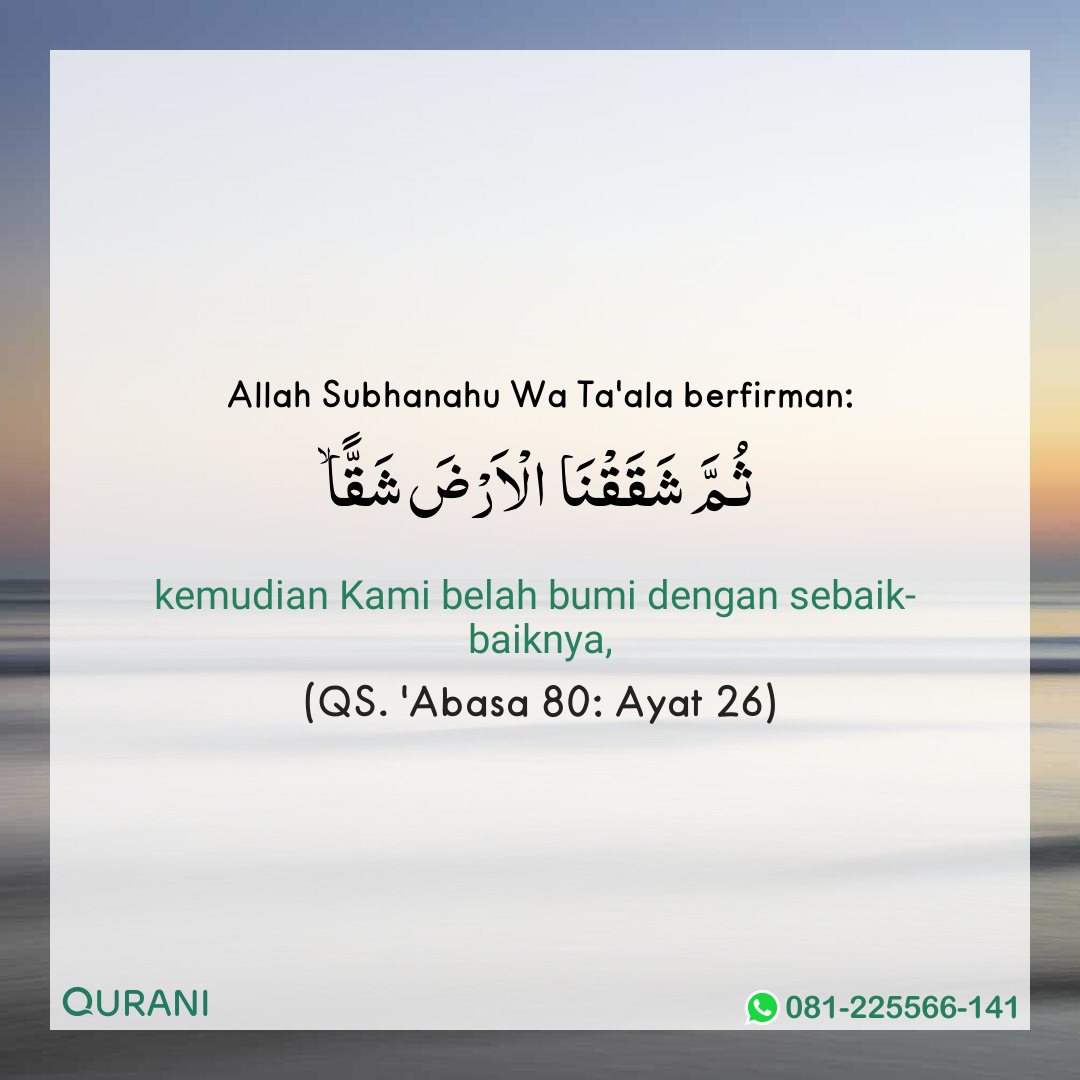 Allah Subhanahu Wa Ta'ala berfirman:
ثُمَّ شَقَقْنَا الْاَرْضَ شَقًّاۙ
kemudian Kami belah bumi dengan sebaik-
baiknya,
(QS. 'Abasa 80: Ayat 26)
QURANI
081-225566-141